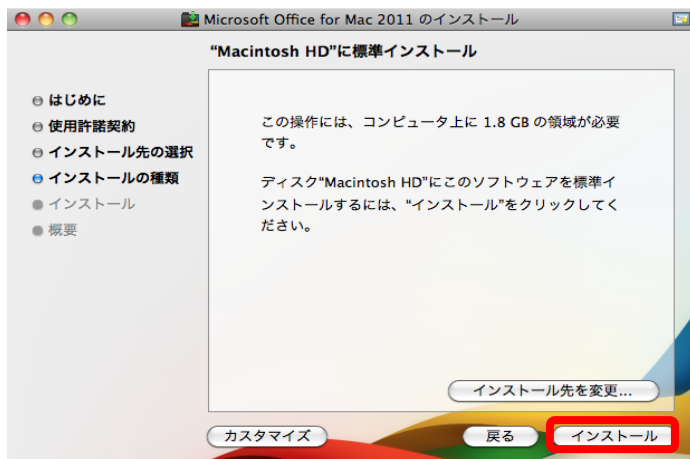 Microsoft Office for Mac 2011 のインストール
“Macintosh HD”に標準インストール
はじめに
使用許諾契約
インストール先の選択
インストールの種類
インストール
概要
この操作には、コンピュータ上に 1.8 GB の領域が必要
です。
ディスク“Macintosh HD”にこのソフトウェアを標準イ
ンストールするには、“インストール”をクリックしてく
ださい。
インストール先を変更...
カスタマイズ
戻る
インストール